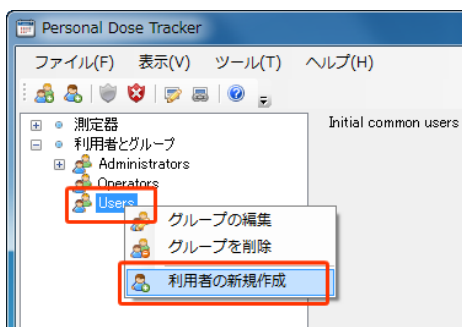 Personal Dose Tracker
ファイル(F) 表示(V) ツール(T) ヘルプ(H)
測定器
利用者とグループ
Administrators
Operators
Users
Initial common users
グループの編集
グループを削除
利用者の新規作成